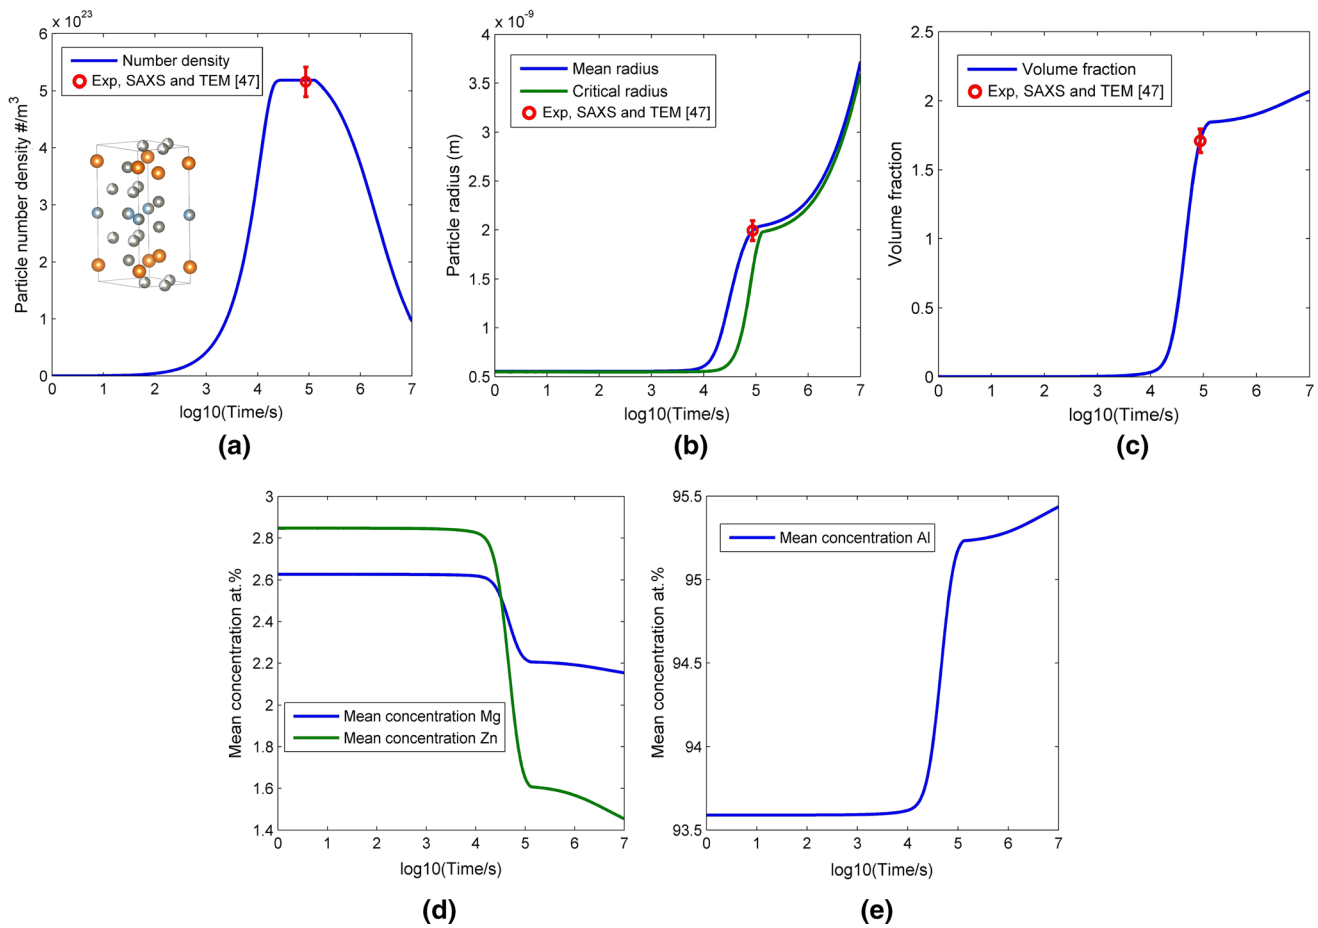 x 10^23
6
5
4
3
2
1
0
Particle number density #/m^3
Number density
Exp, SAXS and TEM [47]
0 1 2 3 4 5 6 7
log10(Time/s)
(a)
x 10^-9
4
3.5
3
2.5
2
1.5
1
0.5
Particle radius (m)
Mean radius
Critical radius
Exp, SAXS and TEM [47]
0 1 2 3 4 5 6 7
log10(Time/s)
(b)
2.5
2
1.5
1
0.5
0
Volume fraction
Volume fraction
Exp, SAXS and TEM [47]
0 1 2 3 4 5 6 7
log10(Time/s)
(c)
3
2.8
2.6
2.4
2.2
2
1.8
1.6
1.4
Mean concentration at.%
Mean concentration Mg
Mean concentration Zn
0 1 2 3 4 5 6 7
log10(Time/s)
(d)
95.5
95
94.5
94
93.5
Mean concentration at.%
Mean concentration Al
0 1 2 3 4 5 6 7
log10(Time/s)
(e)